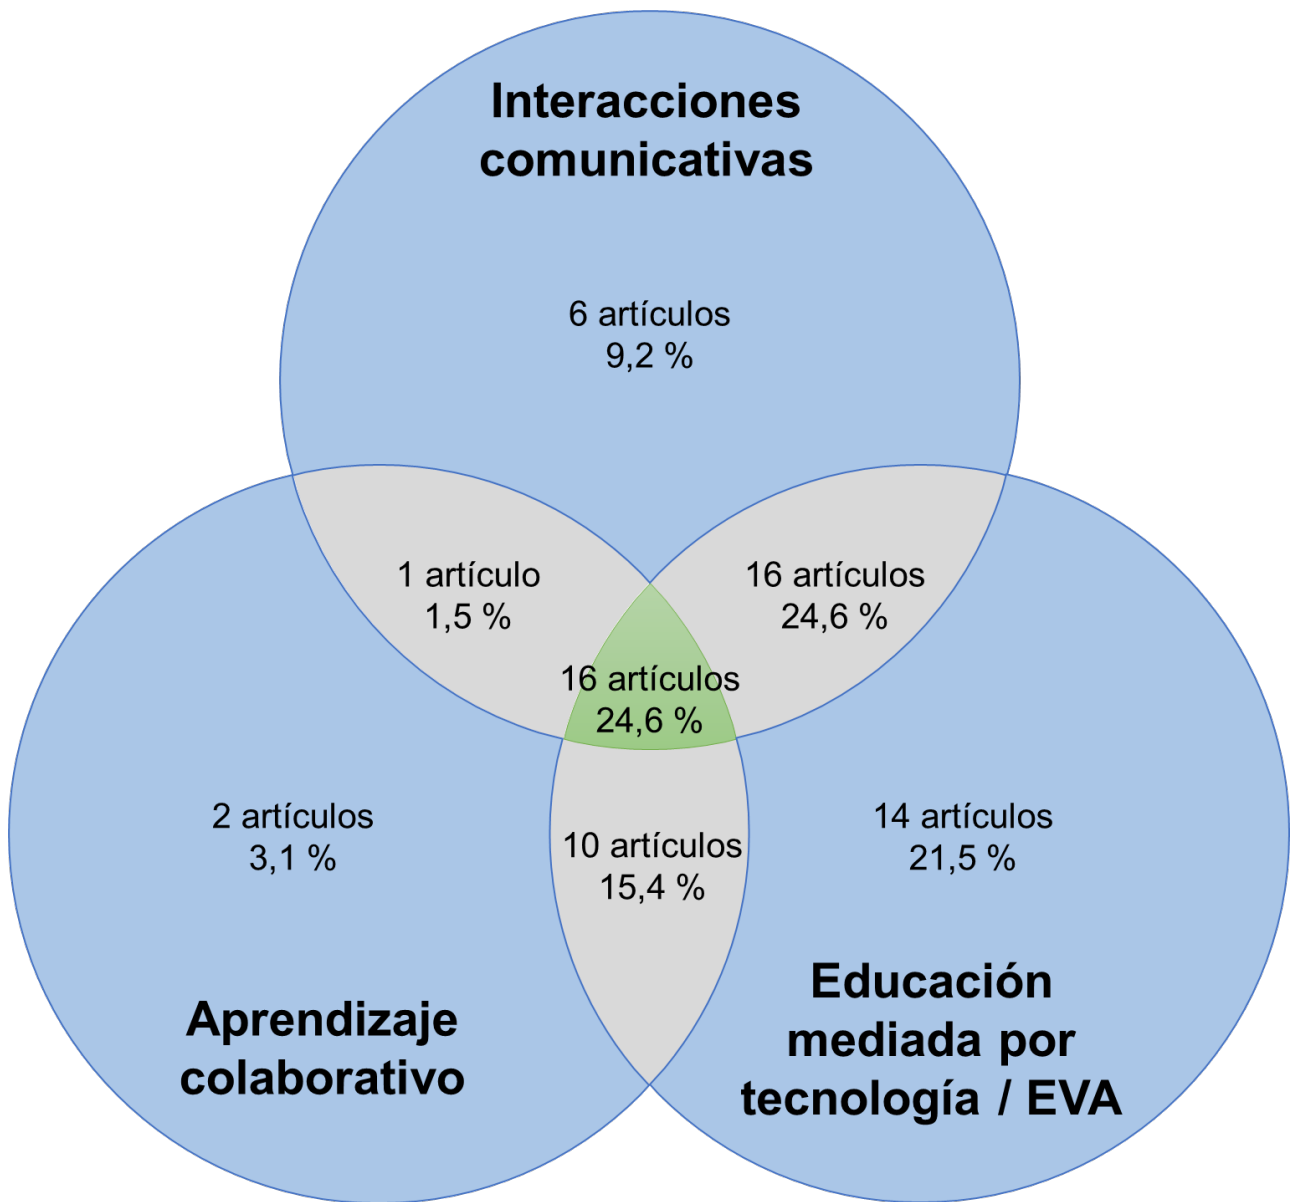 Interacciones
comunicativas
6 artículos
9,2 %
1 artículo
1,5 %
16 artículos
24,6 %
16 artículos
24,6 %
2 artículos
3,1 %
10 artículos
15,4 %
14 artículos
21,5 %
Aprendizaje
colaborativo
Educación
mediada por
tecnología / EVA